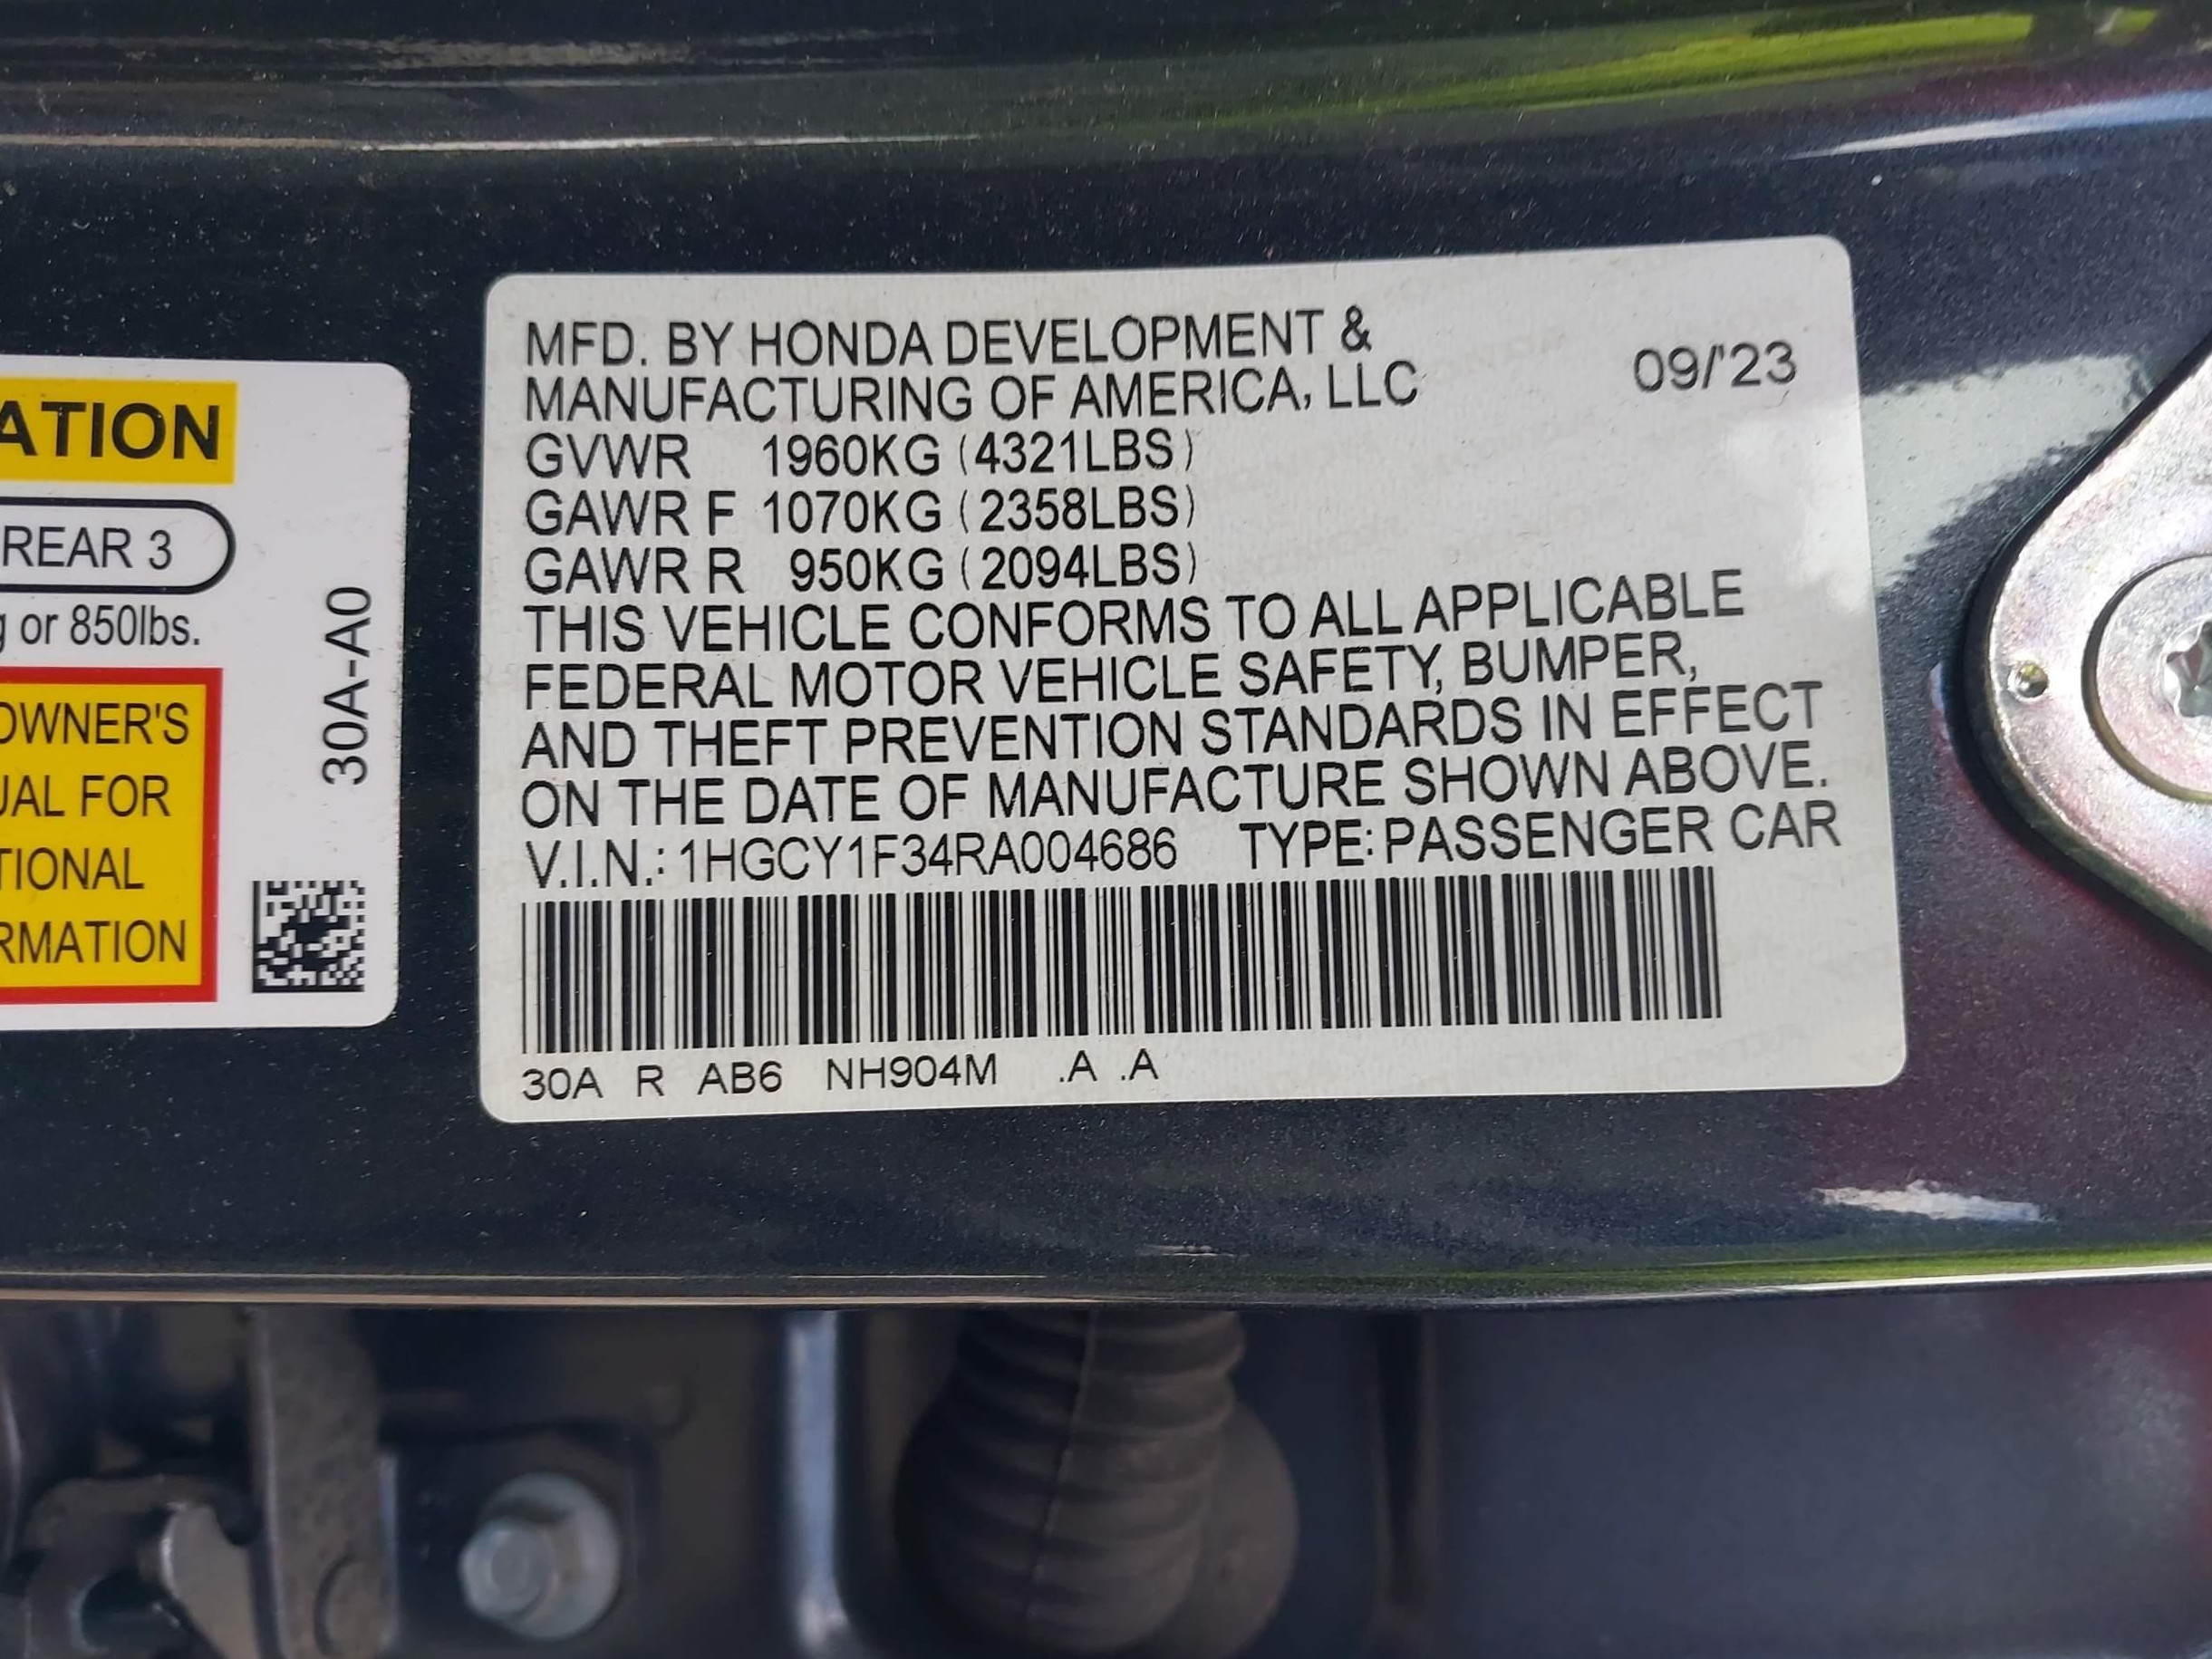 ATION
REAR 3
g or 850lbs.
OWNER'S
UAL FOR
TIONAL
RMATION
30A-A0
MFD. BY HONDA DEVELOPMENT &
MANUFACTURING OF AMERICA, LLC
09/'23
GVWR 1960KG (4321LBS)
GAWR F 1070KG (2358LBS)
GAWR R 950KG (2094LBS)
THIS VEHICLE CONFORMS TO ALL APPLICABLE
FEDERAL MOTOR VEHICLE SAFETY, BUMPER,
AND THEFT PREVENTION STANDARDS IN EFFECT
ON THE DATE OF MANUFACTURE SHOWN ABOVE.
V.I.N.: 1HGCY1F34RA004686 TYPE: PASSENGER CAR
30A R AB6 NH904M .A .A